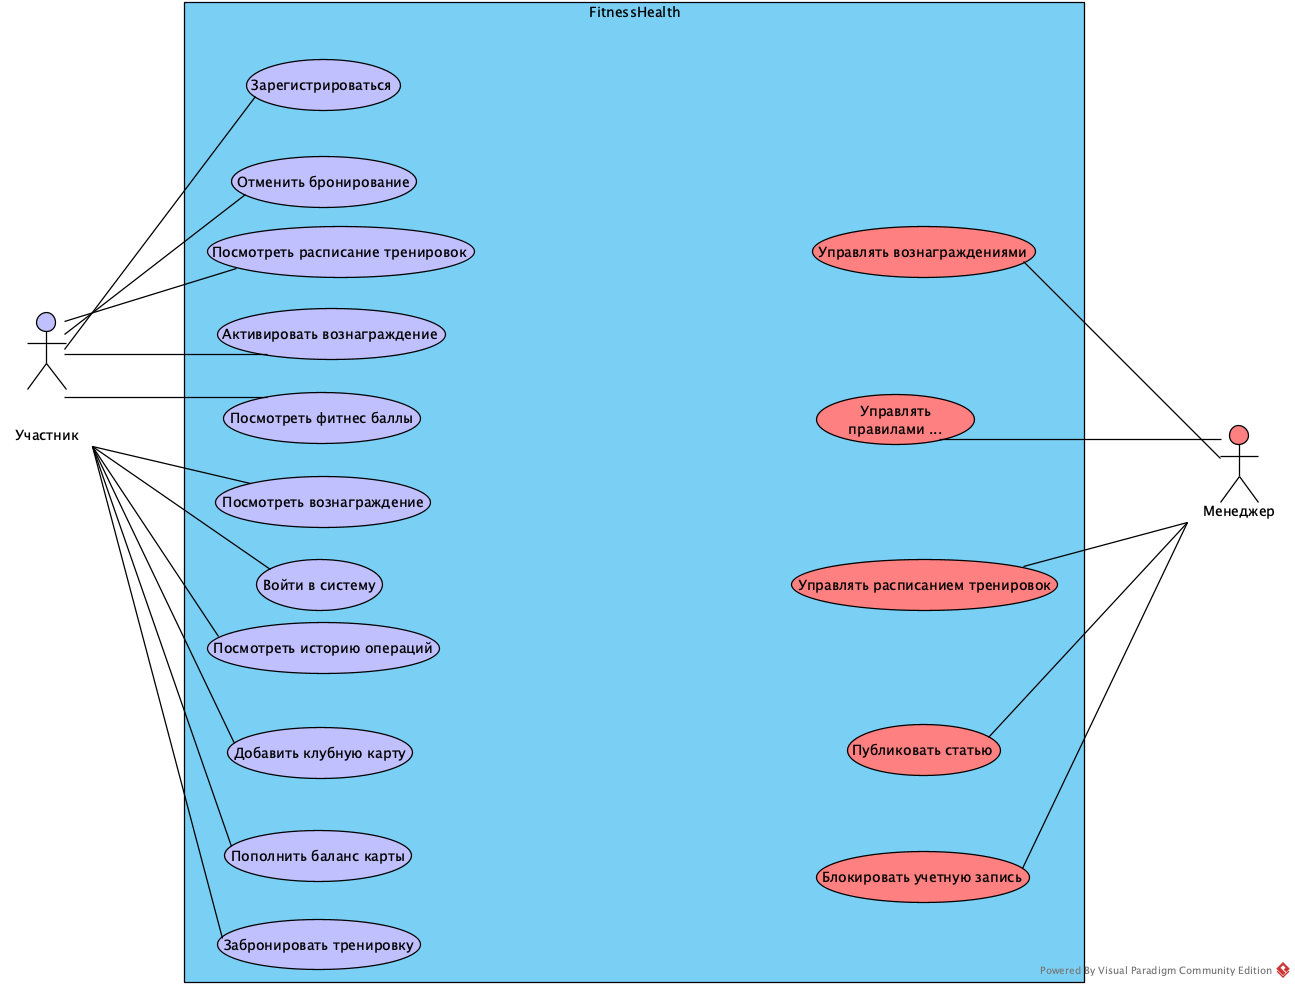 FitnessHealth
Зарегистрироваться
Отменить бронирование
Посмотреть расписание тренировок
Управлять вознаграждениями
Активировать вознаграждение
Посмотреть фитнес баллы
Управлять
правилами ...
Участник
Посмотреть вознаграждение
Менеджер
Войти в систему
Управлять расписанием тренировок
Посмотреть историю операций
Добавить клубную карту
Публиковать статью
Пополнить баланс карты
Блокировать учетную запись
Забронировать тренировку
Powered By Visual Paradigm Community Edition